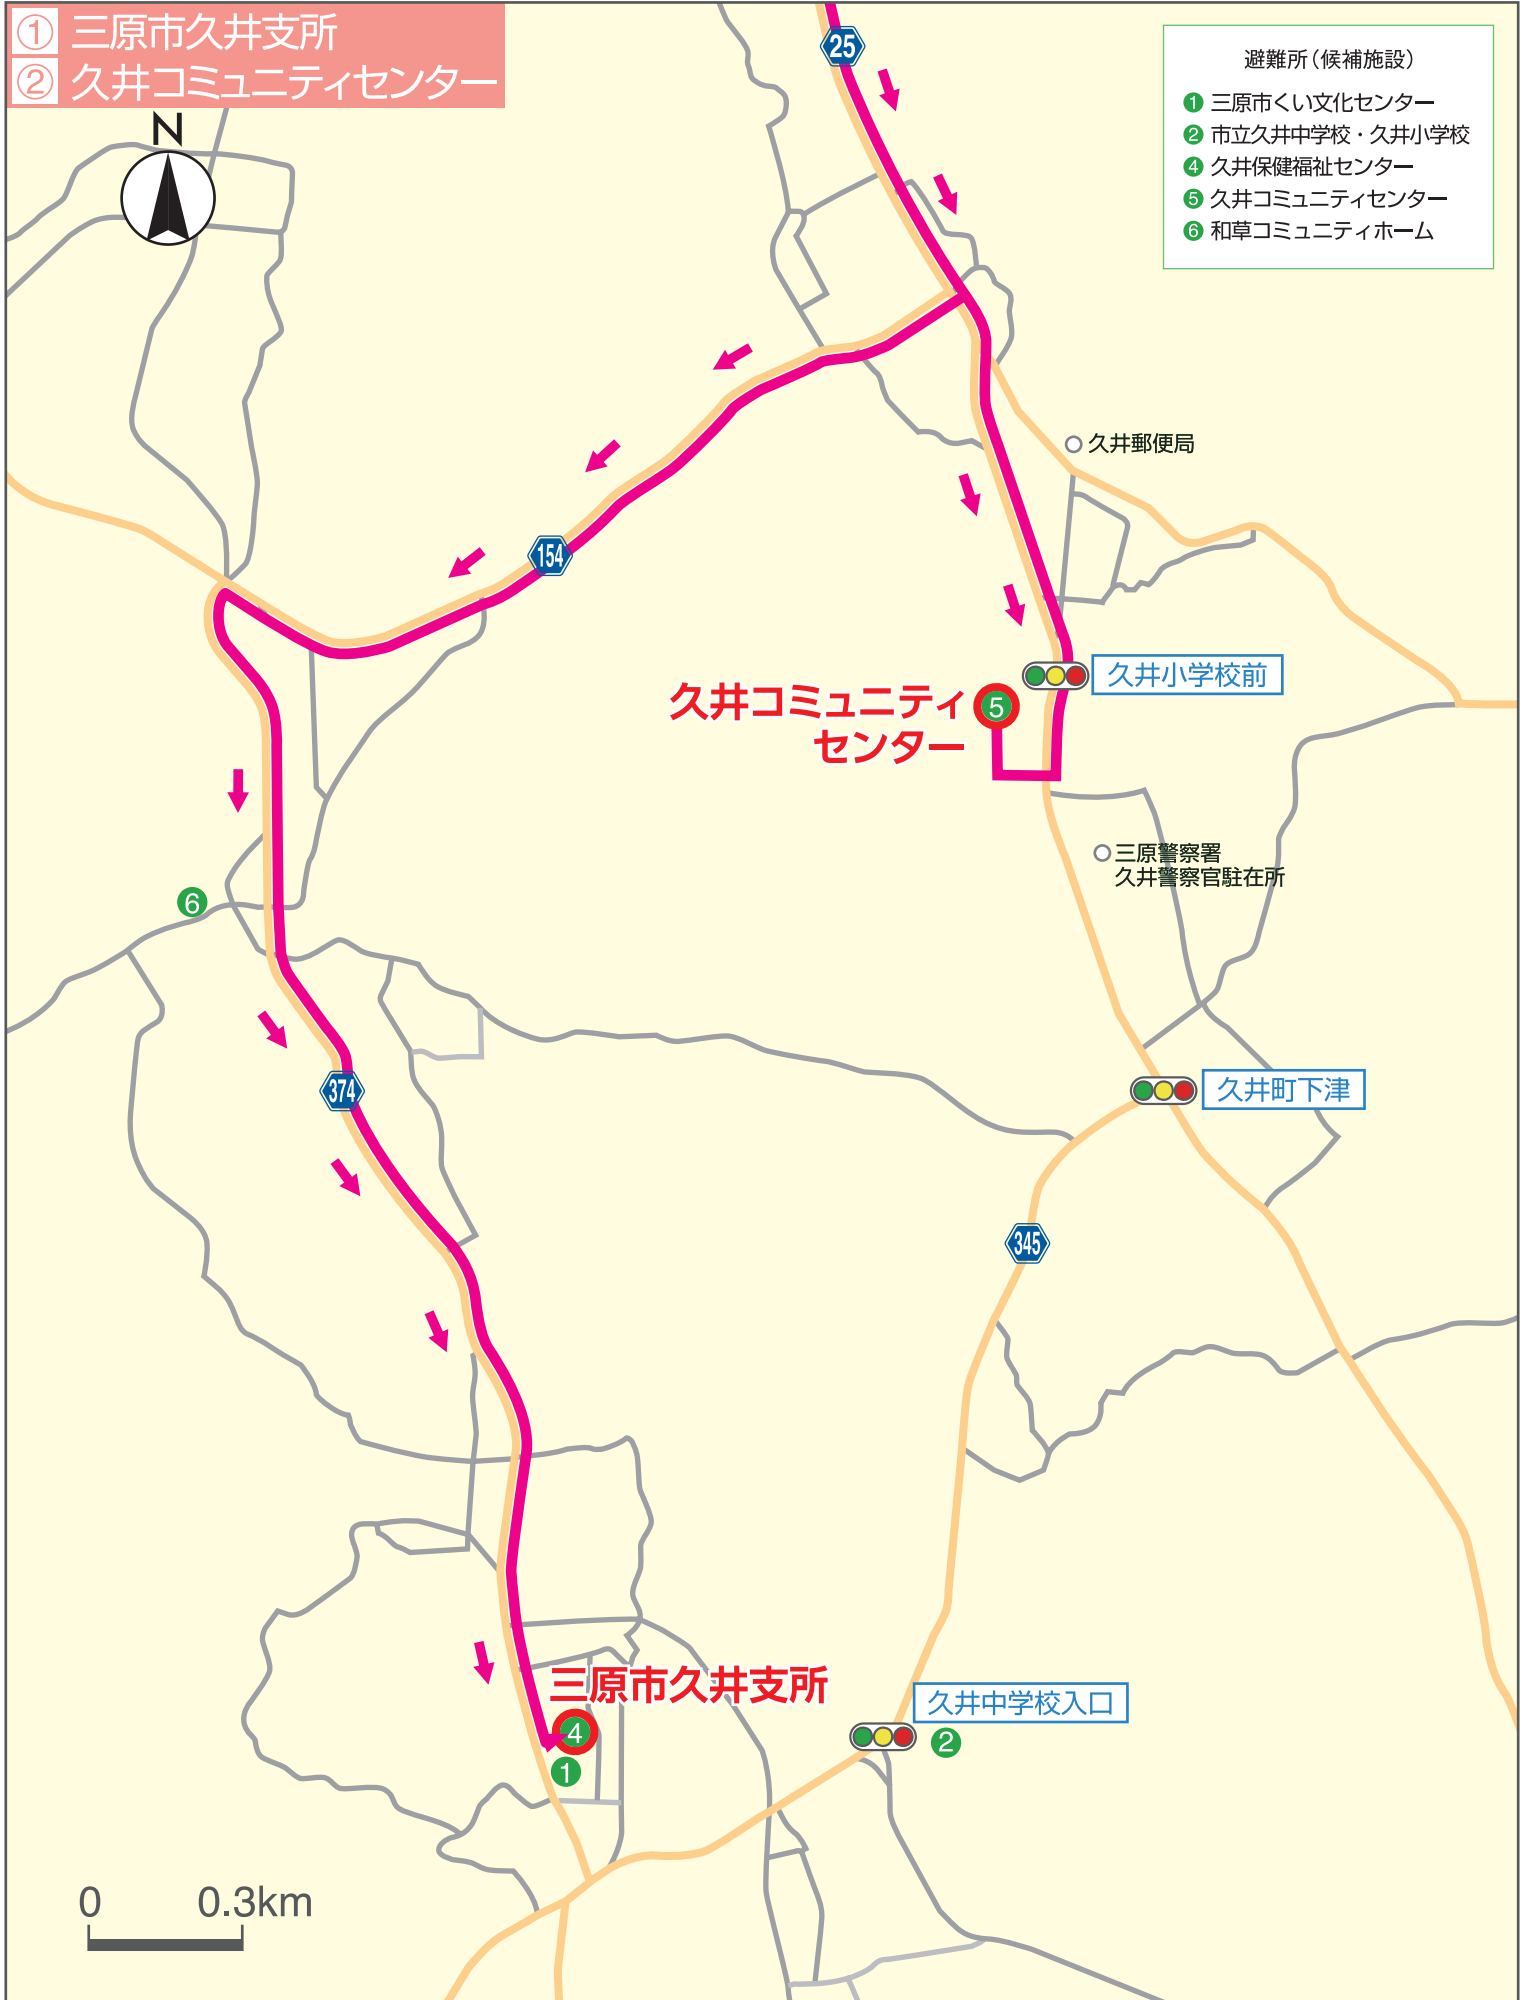 ① 三原市久井支所
② 久井コミュニティセンター
N
25
避難所（候補施設）
1 三原市くい文化センター
2 市立久井中学校・久井小学校
4 久井保健福祉センター
5 久井コミュニティセンター
6 和草コミュニティホーム
久井郵便局
154
久井小学校前
久井コミュニティ
センター
5
三原警察署
久井警察官駐在所
6
374
久井町下津
345
三原市久井支所
4
1
久井中学校入口
2
0 0.3km